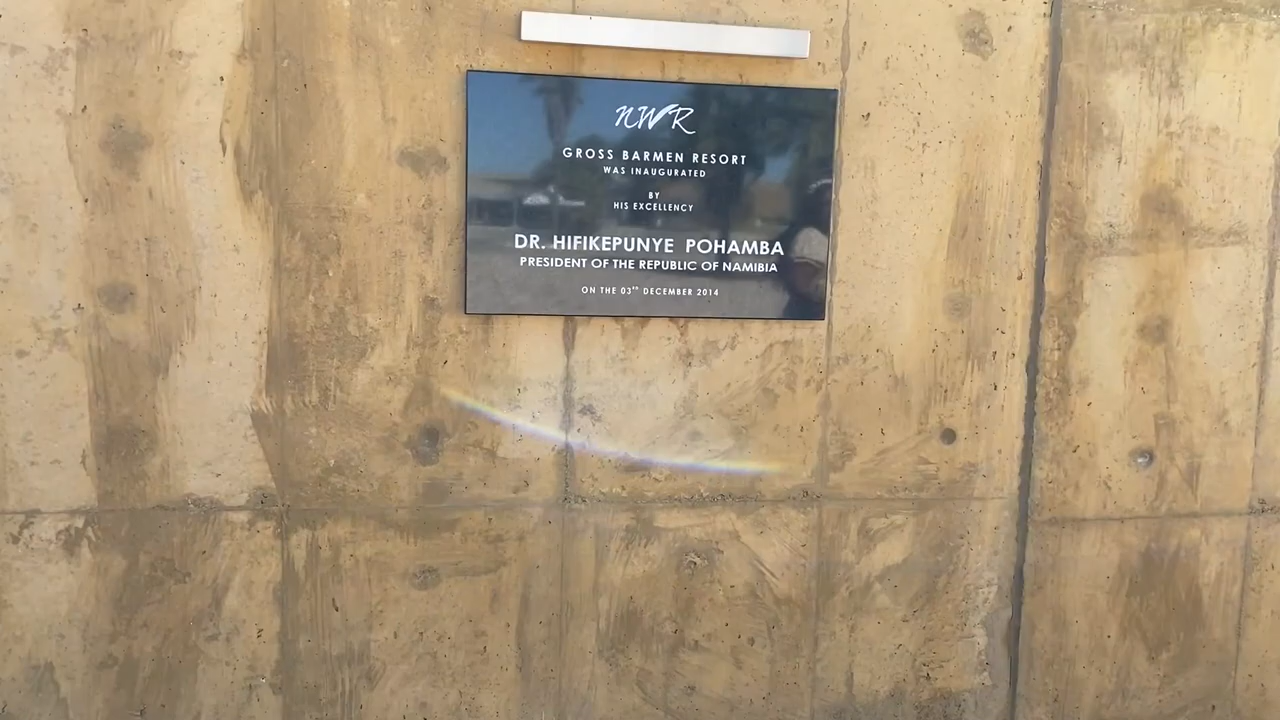 NWR
GROSS BARMEN RESORT
WAS INAUGURATED
BY
HIS EXCELLENCY
DR. HIFIKEPUNYE POHAMBA
PRESIDENT OF THE REPUBLIC OF NAMIBIA
ON THE 03RD DECEMBER 2014